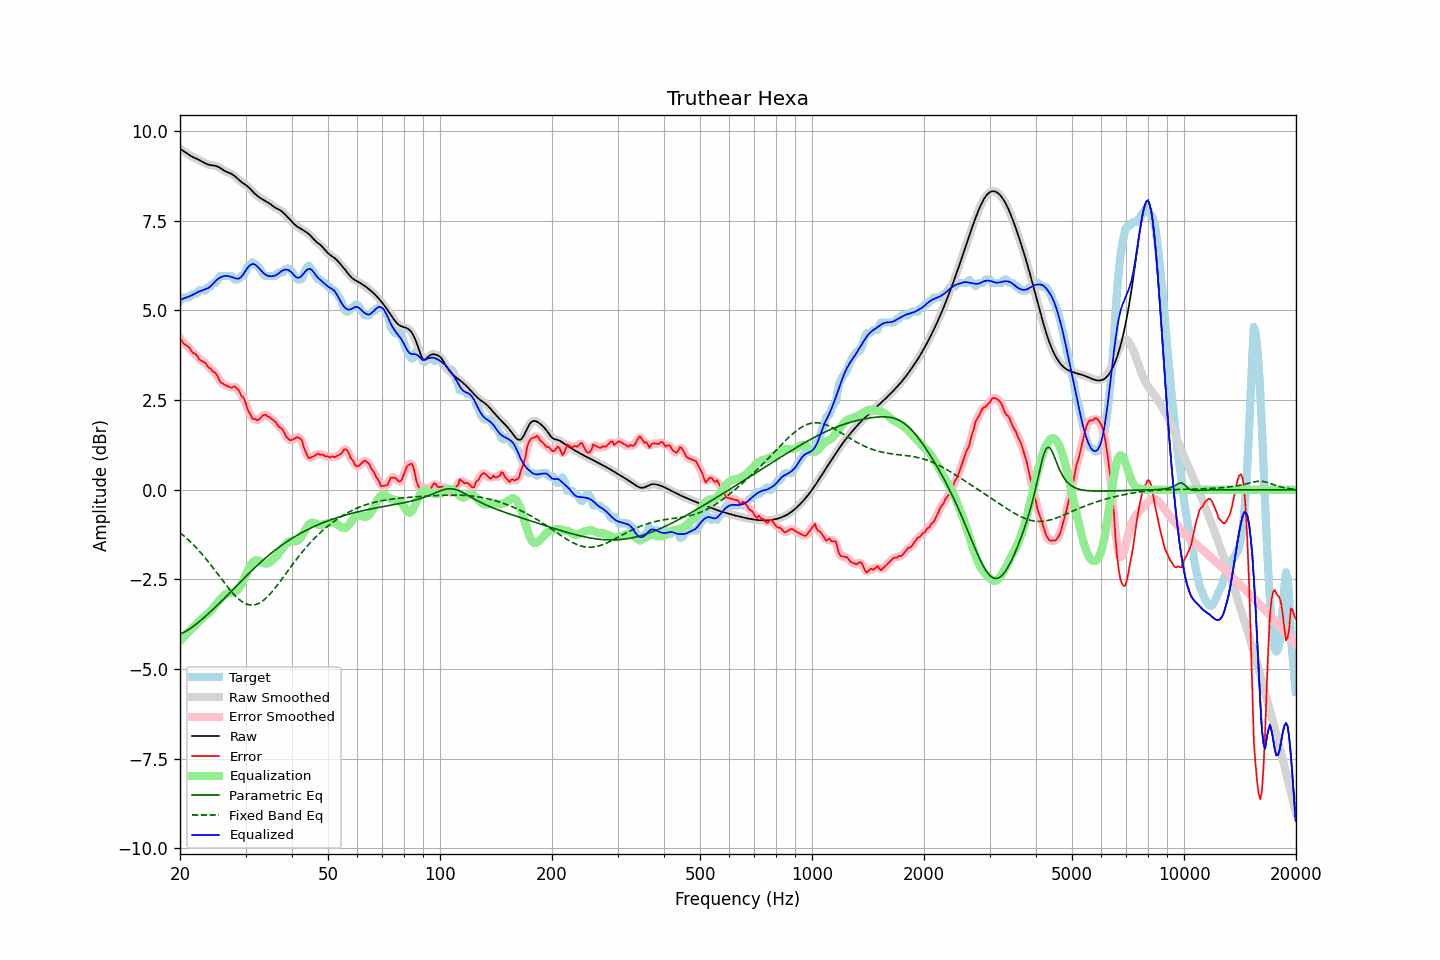 Truthear Hexa
Amplitude (dBr)
10.0
7.5
5.0
2.5
0.0
−2.5
−5.0
−7.5
−10.0
Target
Raw Smoothed
Error Smoothed
Raw
Error
Equalization
Parametric Eq
Fixed Band Eq
Equalized
20 50 100 200 500 1000 2000 5000 10000 20000
Frequency (Hz)